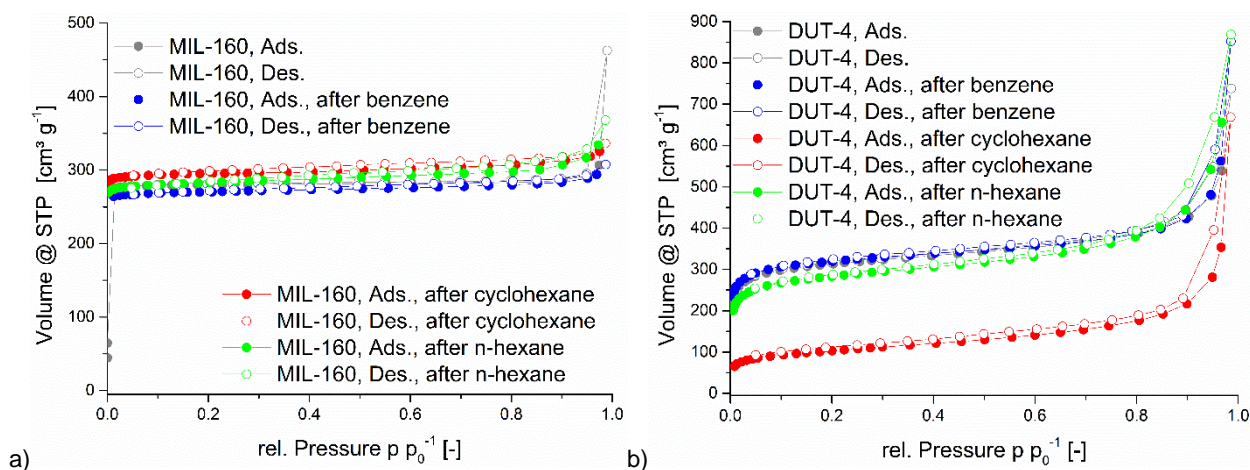 500
400
300
200
100
0
Volume @ STP [cm³ g⁻¹]
MIL-160, Ads.
MIL-160, Des.
MIL-160, Ads., after benzene
MIL-160, Des., after benzene
MIL-160, Ads., after cyclohexane
MIL-160, Des., after cyclohexane
MIL-160, Ads., after n-hexane
MIL-160, Des., after n-hexane
0.0 0.2 0.4 0.6 0.8 1.0
rel. Pressure p p₀⁻¹ [-]
a)
900
800
700
600
500
400
300
200
100
0
Volume @ STP [cm³ g⁻¹]
DUT-4, Ads.
DUT-4, Des.
DUT-4, Ads., after benzene
DUT-4, Des., after benzene
DUT-4, Ads., after cyclohexane
DUT-4, Des., after cyclohexane
DUT-4, Ads., after n-hexane
DUT-4, Des., after n-hexane
0.0 0.2 0.4 0.6 0.8 1.0
rel. Pressure p p₀⁻¹ [-]
b)